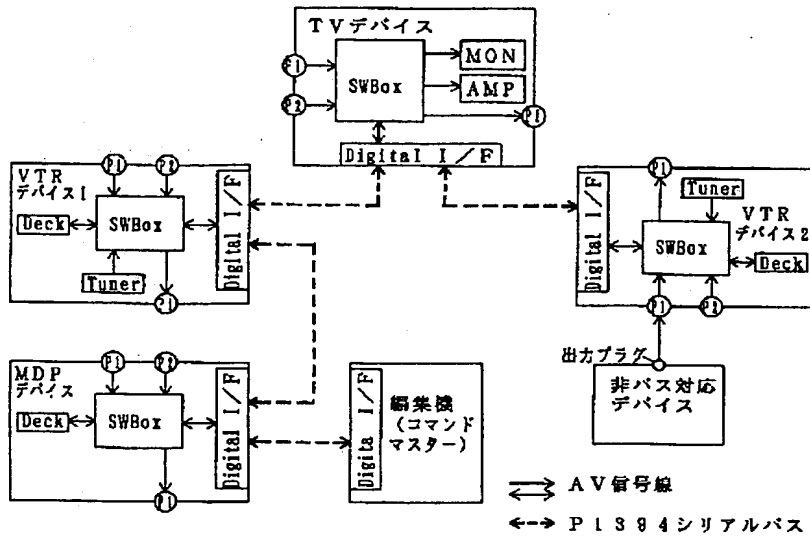 TVデバイス
MON
P1
SWBox
AMP
P2
P1
Digital I/F
VTR
デバイス1
P1
P2
Deck
SWBox
Digital I/F
Tuner
P1
P1
Tuner
Digital I/F
SWBox
VTR
デバイス2
Deck
P1
P2
出力プラグ
非バス対応
デバイス
MDP
デバイス
P1
P2
Deck
SWBox
Digital I/F
P1
Digital I/F
編集機
(コマンド
マスター)
AV信号線
P1394シリアルバス